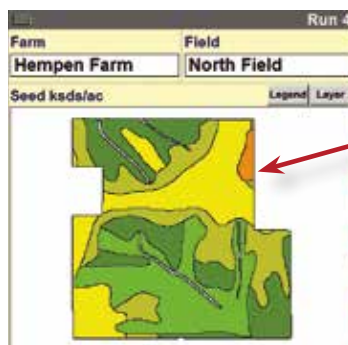 Run 4
Farm Field
Hempen Farm North Field
Seed ksds/ac Legend Layer